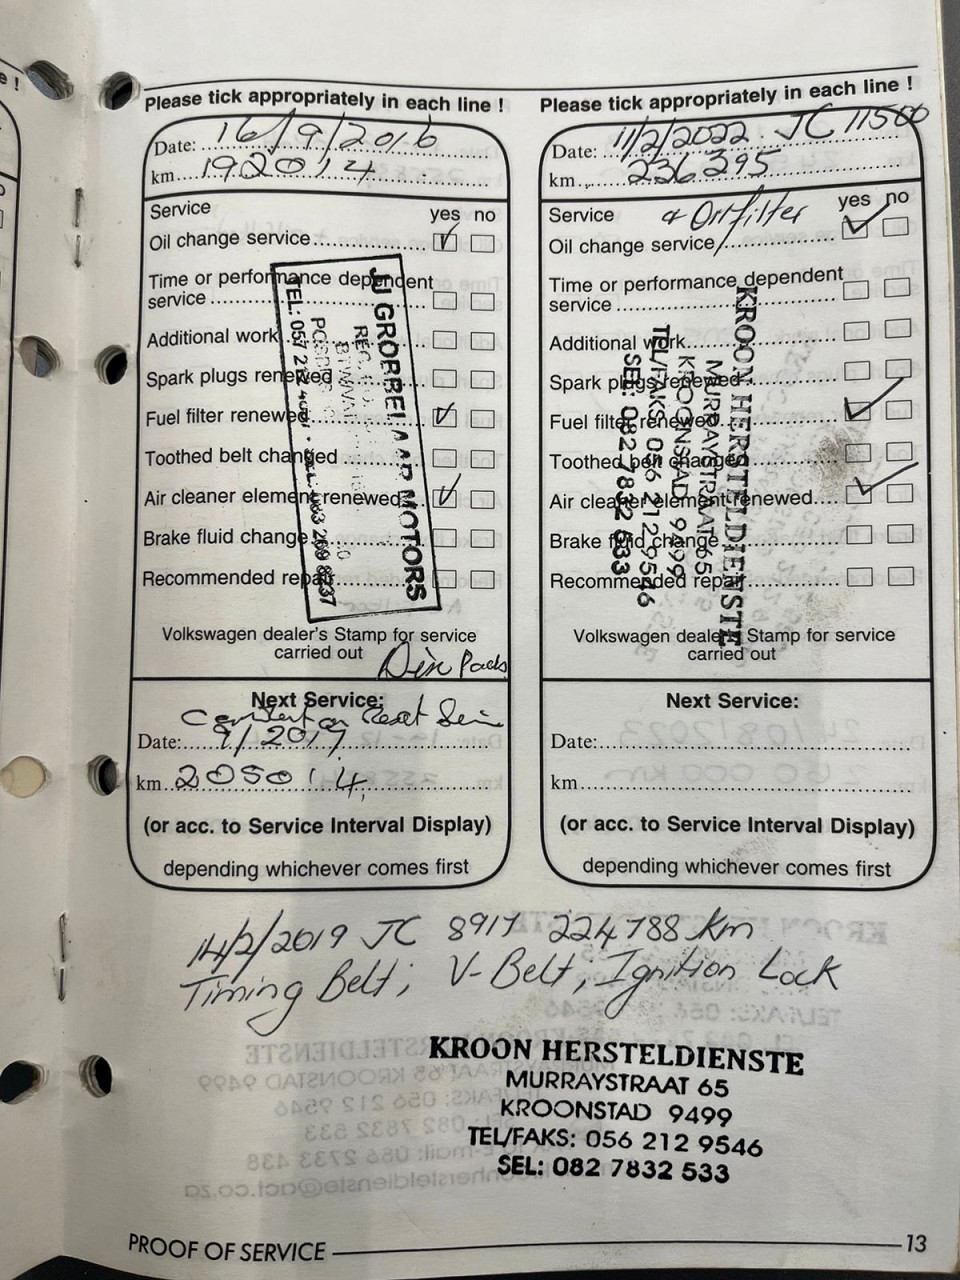 e !
Please tick appropriately in each line !
Date: 16/9/2016
km 192014
Service
yes no
Oil change service
Time or performance dependent
service
Additional work
Spark plugs renewed
Fuel filter renewed
Toothed belt changed
Air cleaner element renewed
Brake fluid change
Recommended repair
JJ GROBBELAAR MOTORS
TEL: 057 212
Volkswagen dealer's Stamp for service
carried out
Disc Pads
Next Service:
Reset
Date: 9/2017
km 205014
(or acc. to Service Interval Display)
depending whichever comes first
Please tick appropriately in each line !
Date: 11/2/2022 JC 11500
km 236395
Service & Oilfilter
yes no
Oil change service
Time or performance dependent
service
Additional work
Spark plugs renewed
Fuel filter renewed
Toothed belt changed
Air cleaner element renewed
Brake fluid change
Recommended repair
KROON HERSTELDIENSTE
MURRAYSTRAAT 65
KROONSTAD 9499
TEL/FAKS: 056 212 9546
SEL: 082 7832 533
Volkswagen dealer's Stamp for service
carried out
Next Service:
Date:
km
(or acc. to Service Interval Display)
depending whichever comes first
14/2/2019 JC 8917 224788 km
Timing Belt; V-Belt; Ignition Lock
KROON HERSTELDIENSTE
MURRAYSTRAAT 65
KROONSTAD 9499
TEL/FAKS: 056 212 9546
SEL: 082 7832 533
PROOF OF SERVICE 13